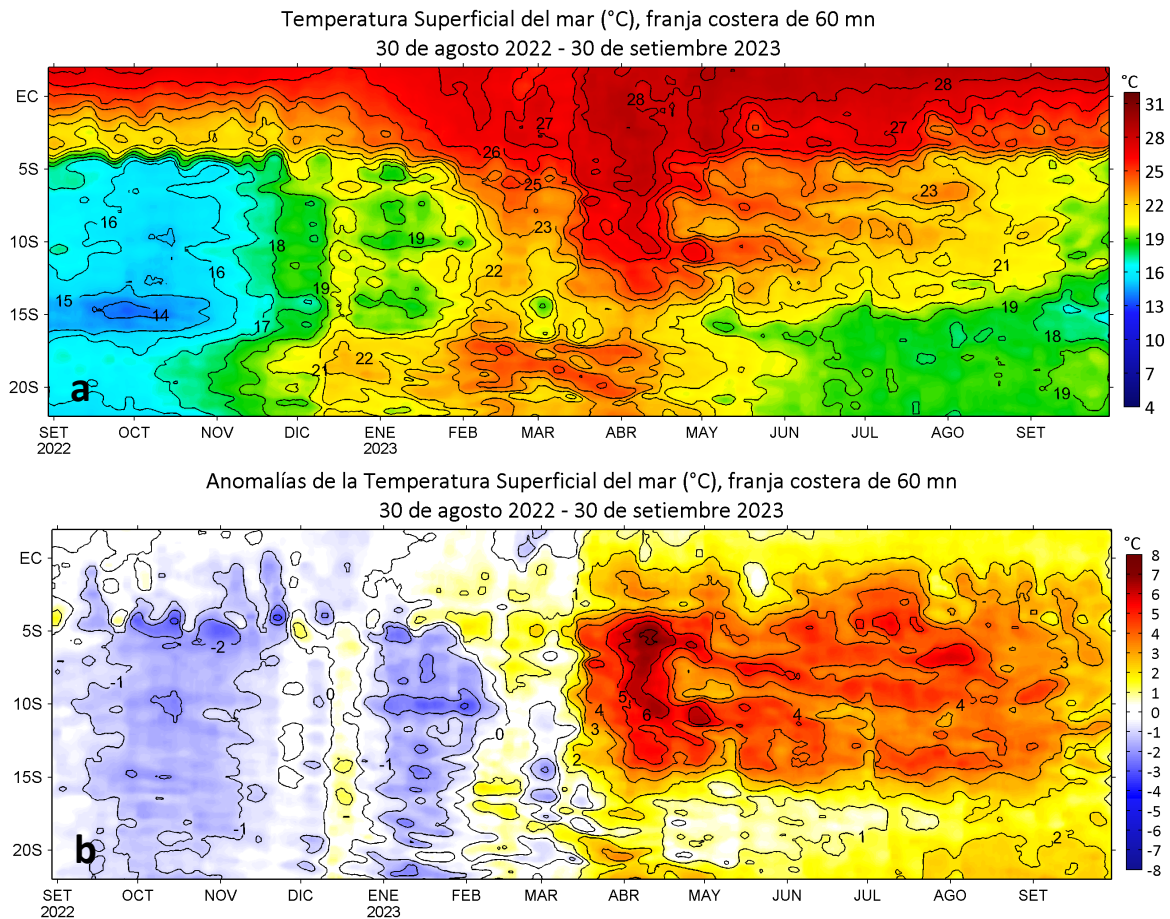 Temperatura Superficial del mar (°C), franja costera de 60 mn
30 de agosto 2022 - 30 de setiembre 2023
EC
5S
10S
15S
20S
a
16
15
14
16
17
18
19
19
21
22
22
23
25
26
27
28
28
27
23
21
19
18
19
SET
2022
OCT
NOV
DIC
ENE
2023
FEB
MAR
ABR
MAY
JUN
JUL
AGO
SET
°C
31
28
25
22
19
16
13
10
7
4
Anomalías de la Temperatura Superficial del mar (°C), franja costera de 60 mn
30 de agosto 2022 - 30 de setiembre 2023
EC
5S
10S
15S
20S
b
-1
-2
-1
0
-1
0
1
2
3
4
5
6
4
4
3
1
2
SET
2022
OCT
NOV
DIC
ENE
2023
FEB
MAR
ABR
MAY
JUN
JUL
AGO
SET
°C
8
7
6
5
4
3
2
1
0
0
-1
-2
-3
-4
-5
-6
-7
-8